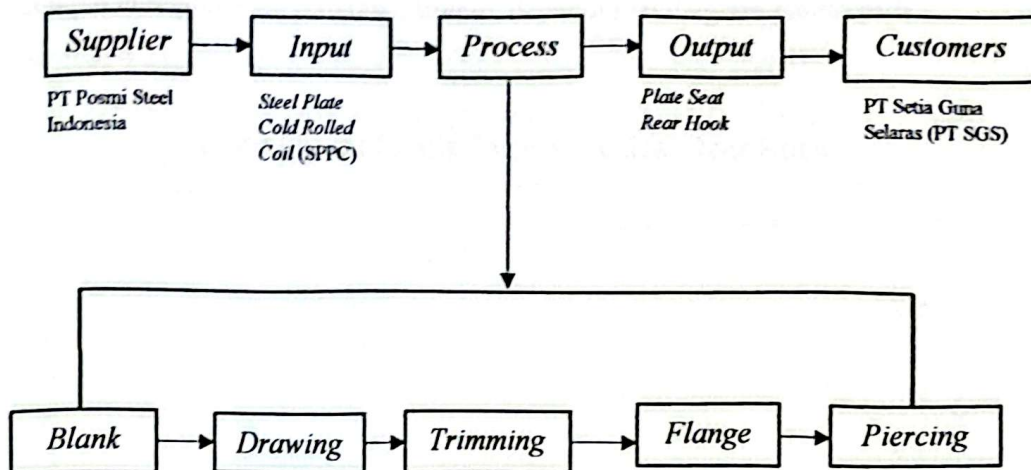 Supplier
Input
Process
Output
Customers
PT Posmi Steel
Indonesia
Steel Plate
Cold Rolled
Coil (SPPC)
Plate Seat
Rear Hook
PT Setia Guna
Selaras (PT SGS)
Blank
Drawing
Trimming
Flange
Piercing